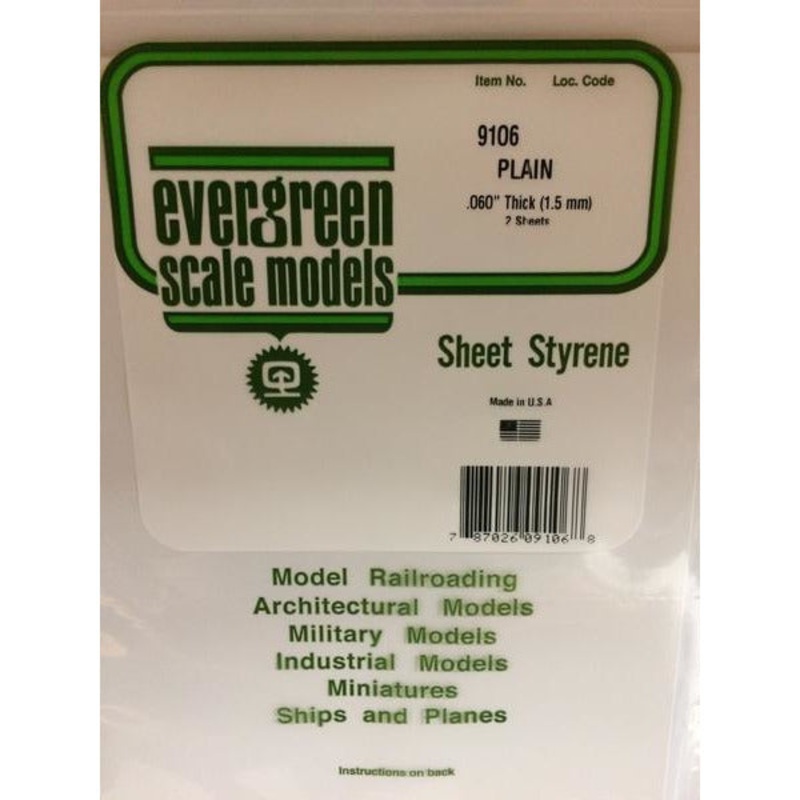 Item No. Loc. Code
9106
PLAIN
.060" Thick (1.5 mm)
2 Sheets
evergreen
scale models
Sheet Styrene
Made in U.S.A
7 87026 09106 8
Model Railroading
Architectural Models
Military Models
Industrial Models
Miniatures
Ships and Planes
Instructions on back